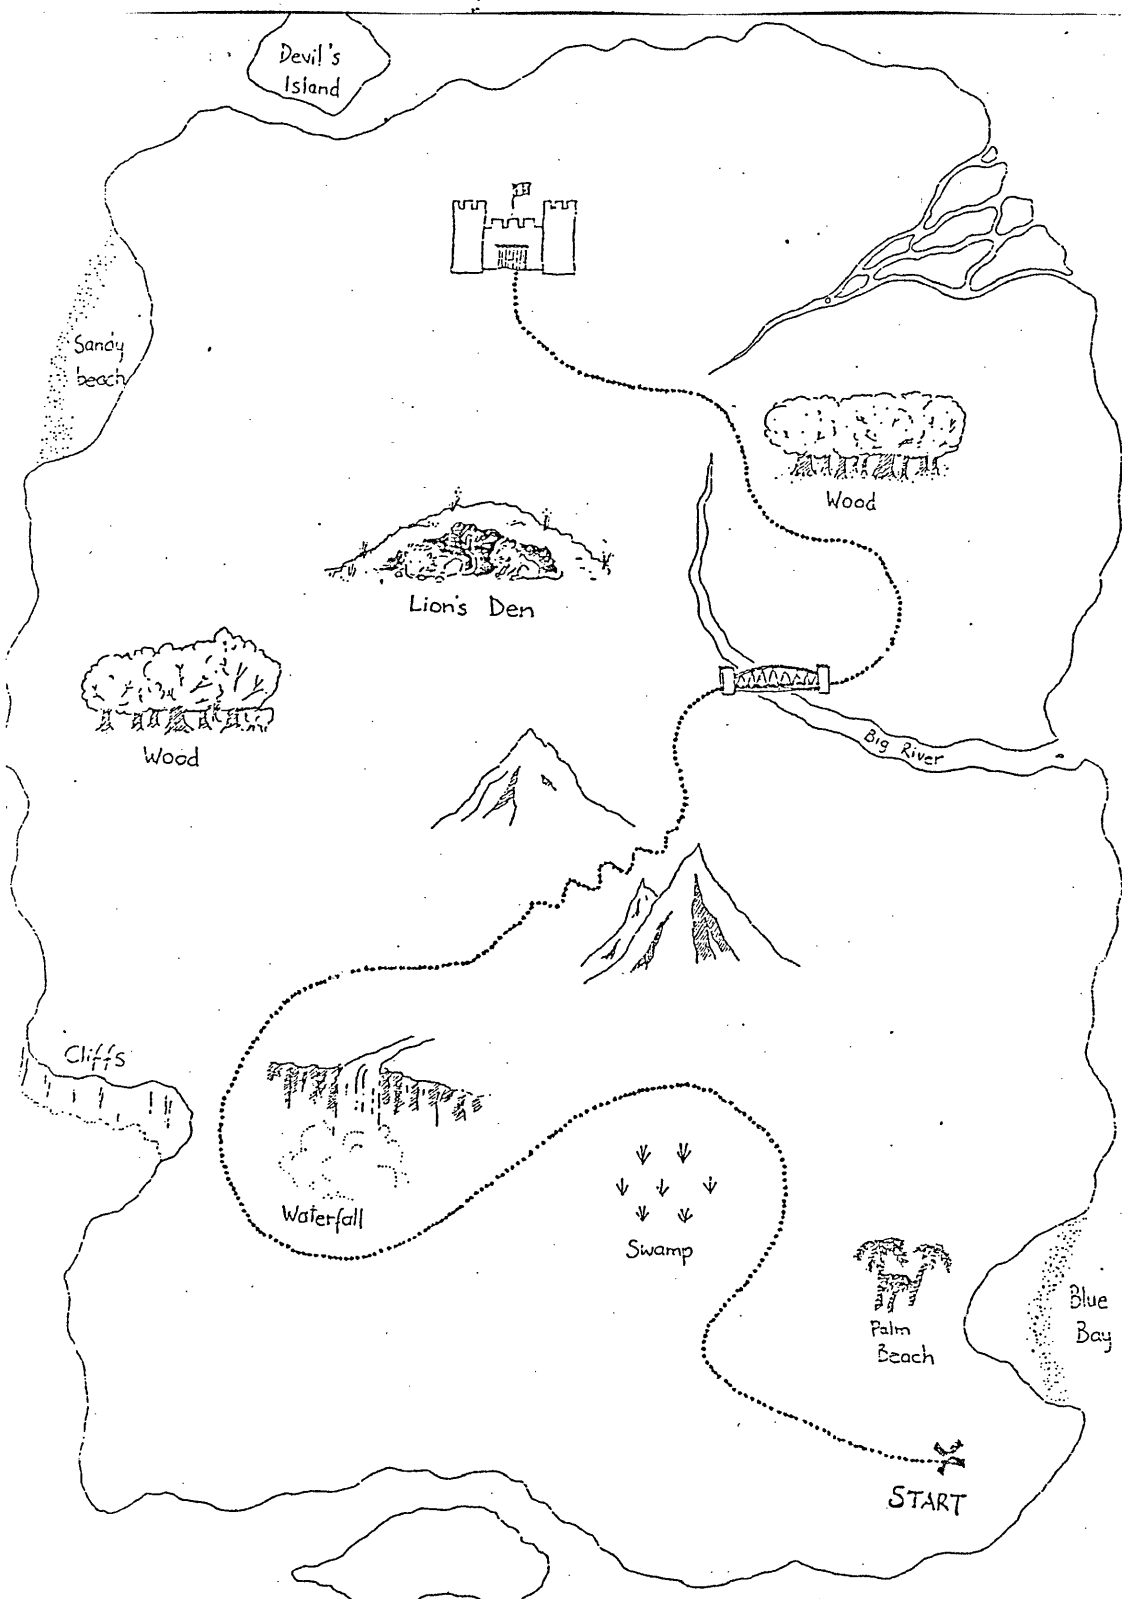 Devil's
Island
Sandy
beach
Wood
Lion's Den
Wood
Big River
Cliffs
Waterfall
Swamp
Palm
Beach
Blue
Bay
START